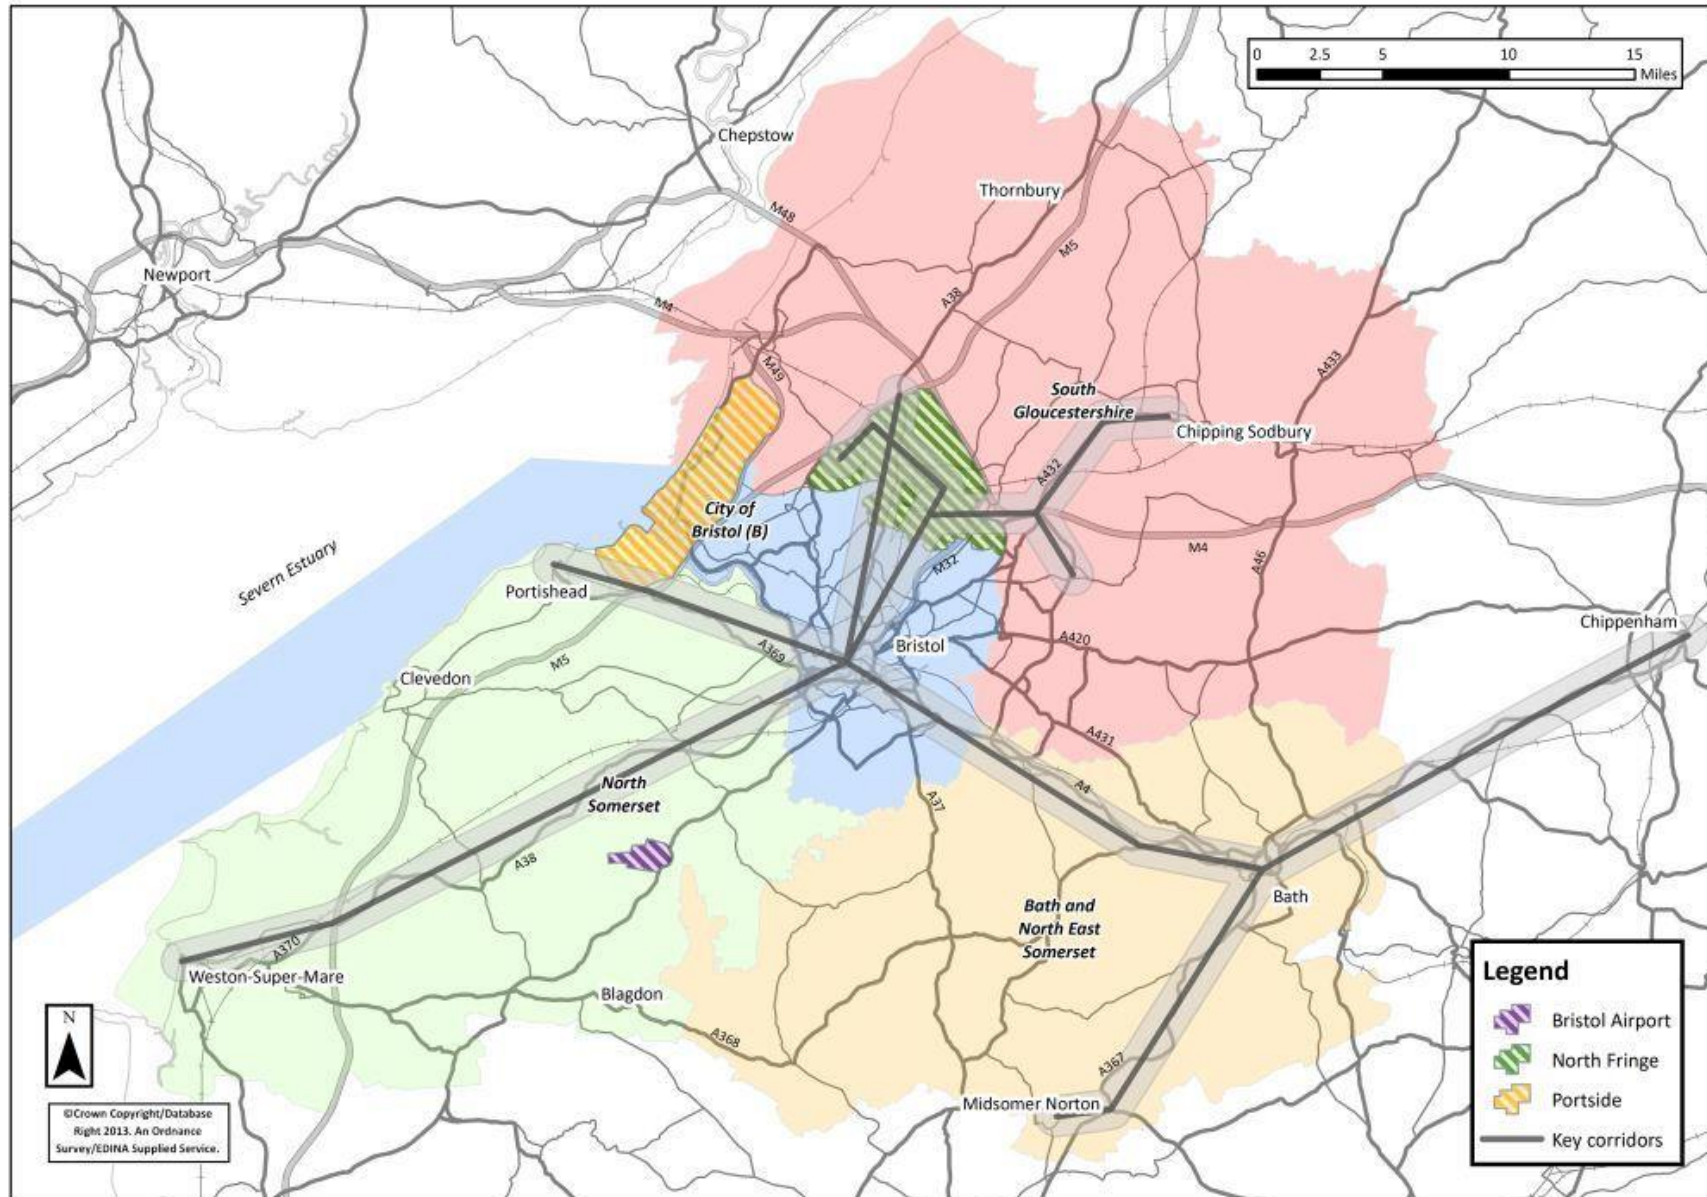 0 2.5 5 10 15
Miles
Chepstow
Thornbury
M48
M5
Newport
A38
M4
M49
A433
South
Gloucestershire
Chipping Sodbury
A432
City of
Bristol (B)
M4
A46
Severn Estuary
M32
Portishead
Chippenham
A420
Bristol
A369
M5
Clevedon
A431
North
Somerset
A4
A37
A38
Bath
Bath and
North East
Somerset
A370
Weston-Super-Mare
Blagdon
A368
A367
Midsomer Norton
N
©Crown Copyright/Database
Right 2013. An Ordnance
Survey/EDINA Supplied Service.
Legend
Bristol Airport
North Fringe
Portside
Key corridors